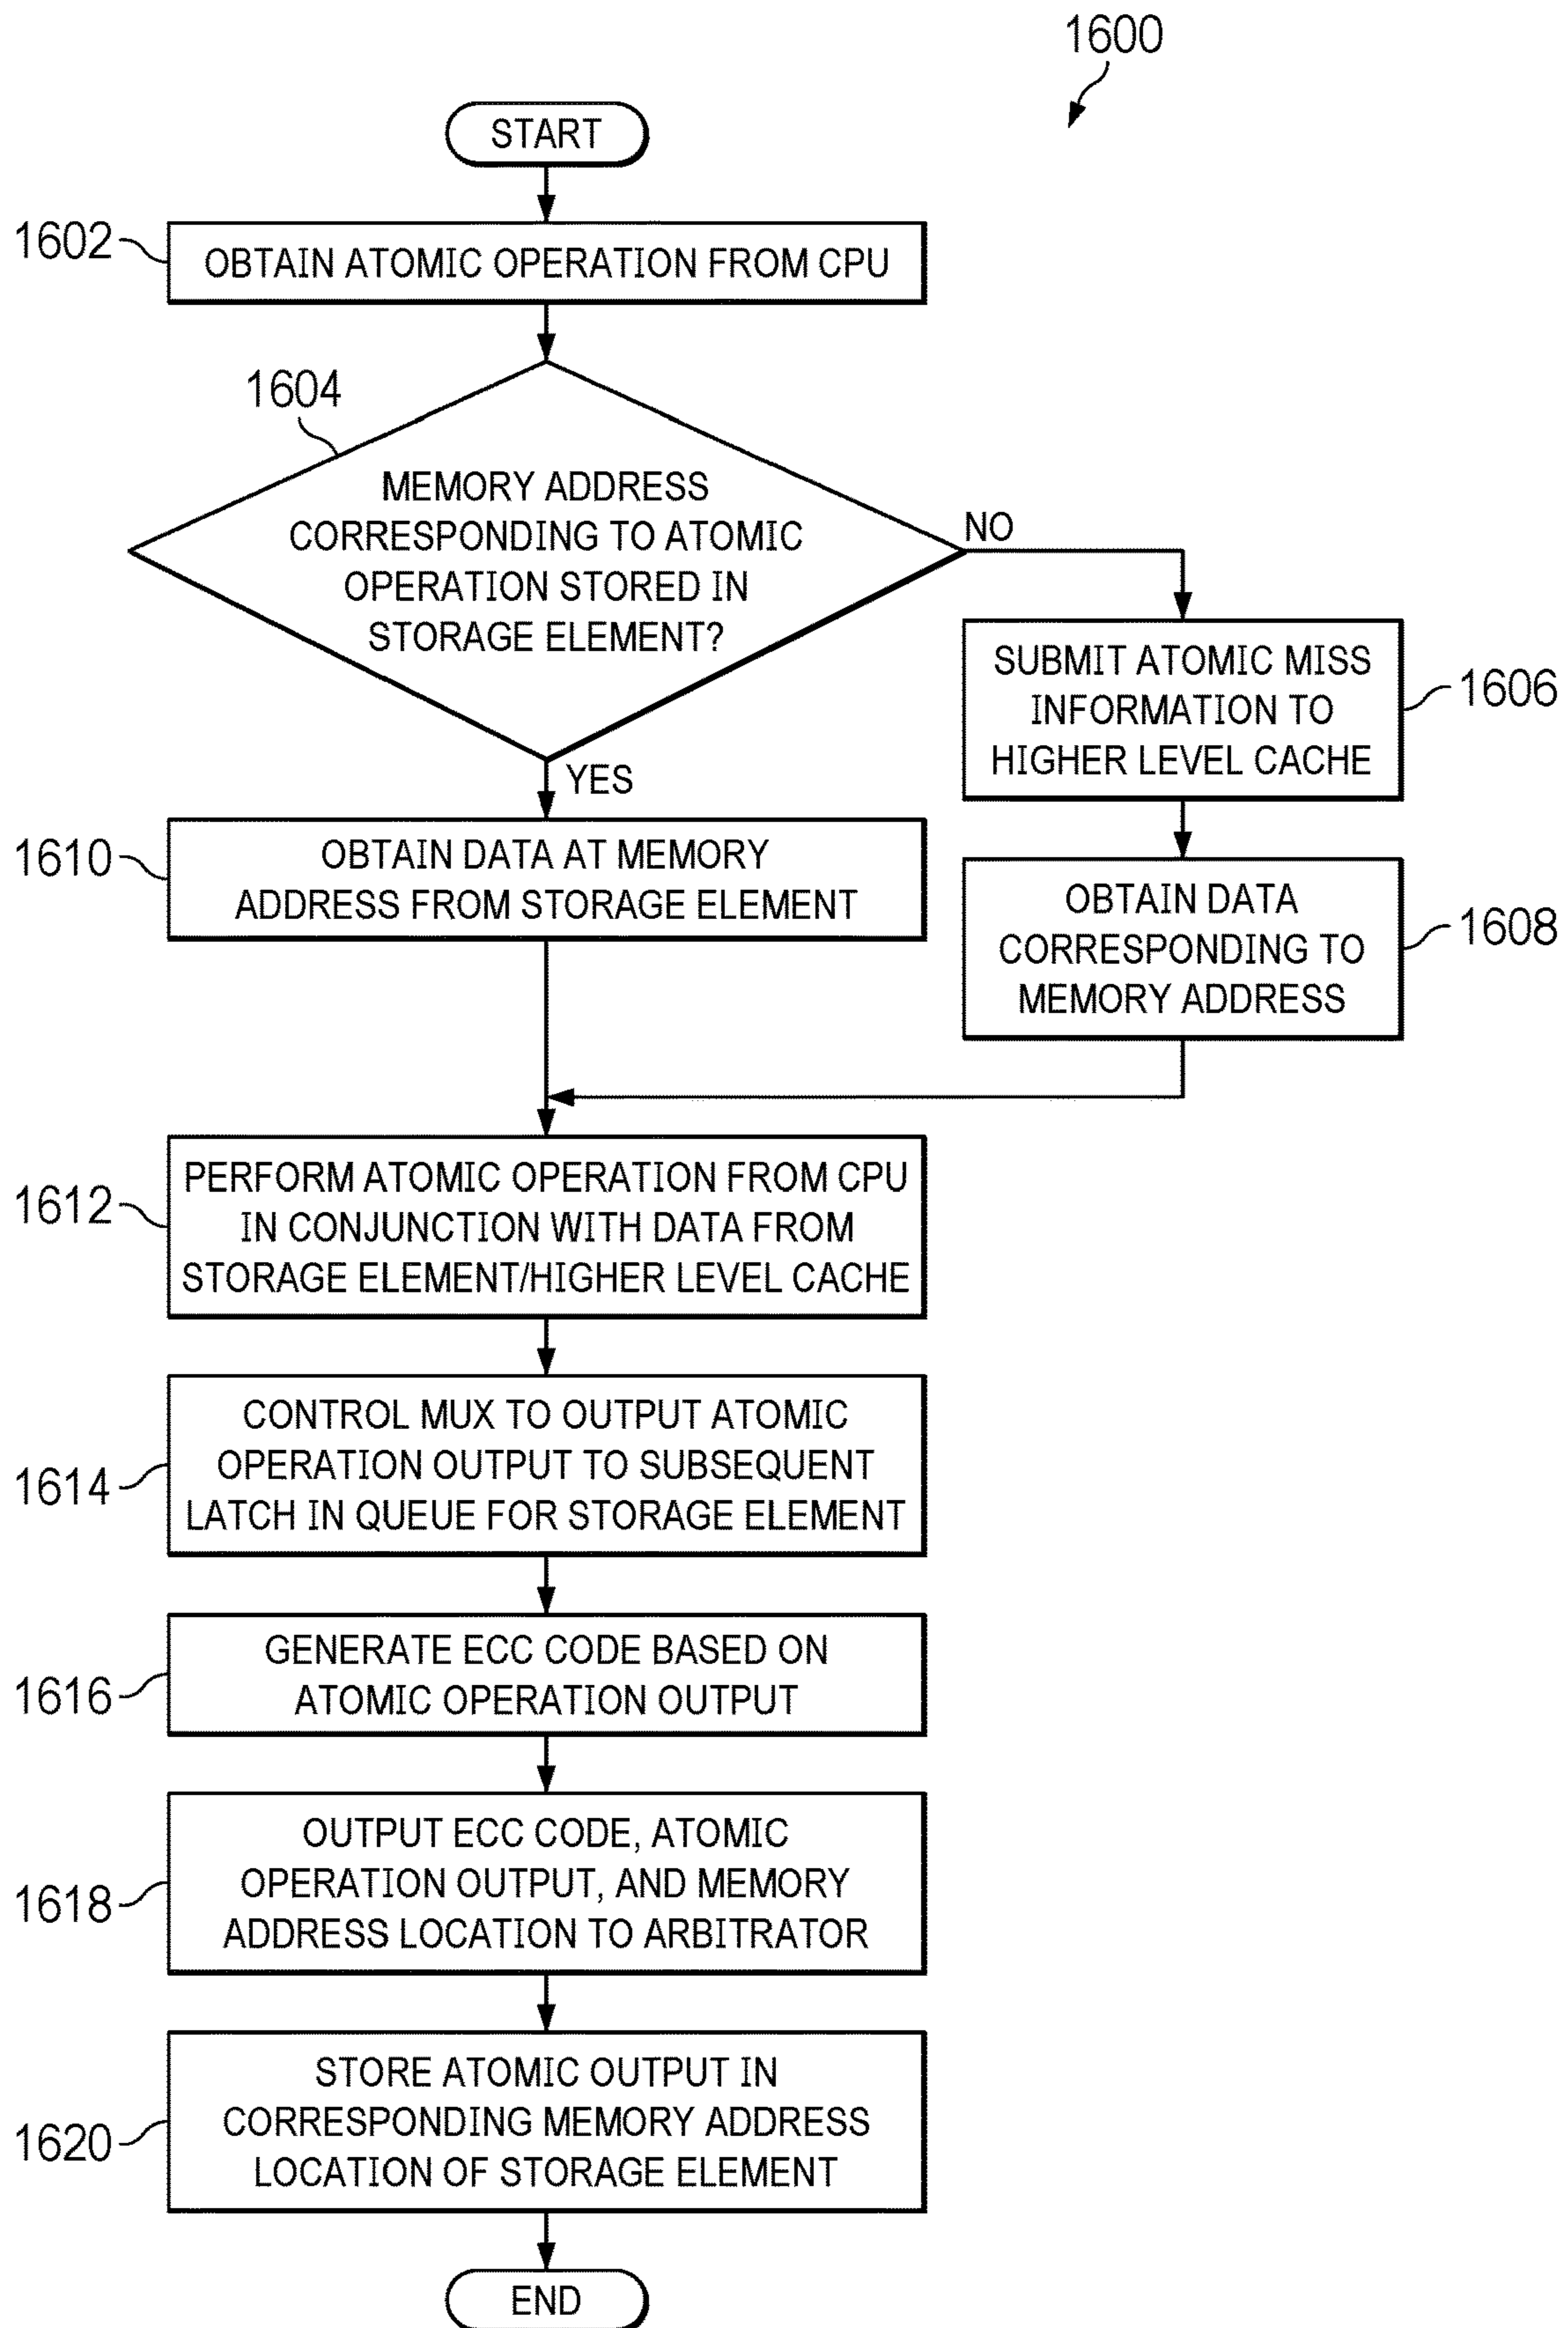 1600
START
1602
OBTAIN ATOMIC OPERATION FROM CPU
1604
MEMORY ADDRESS
CORRESPONDING TO ATOMIC
OPERATION STORED IN
STORAGE ELEMENT?
NO
SUBMIT ATOMIC MISS
INFORMATION TO
HIGHER LEVEL CACHE
1606
YES
1610
OBTAIN DATA AT MEMORY
ADDRESS FROM STORAGE ELEMENT
OBTAIN DATA
CORRESPONDING TO
MEMORY ADDRESS
1608
1612
PERFORM ATOMIC OPERATION FROM CPU
IN CONJUNCTION WITH DATA FROM
STORAGE ELEMENT/HIGHER LEVEL CACHE
1614
CONTROL MUX TO OUTPUT ATOMIC
OPERATION OUTPUT TO SUBSEQUENT
LATCH IN QUEUE FOR STORAGE ELEMENT
1616
GENERATE ECC CODE BASED ON
ATOMIC OPERATION OUTPUT
1618
OUTPUT ECC CODE, ATOMIC
OPERATION OUTPUT, AND MEMORY
ADDRESS LOCATION TO ARBITRATOR
1620
STORE ATOMIC OUTPUT IN
CORRESPONDING MEMORY ADDRESS
LOCATION OF STORAGE ELEMENT
END